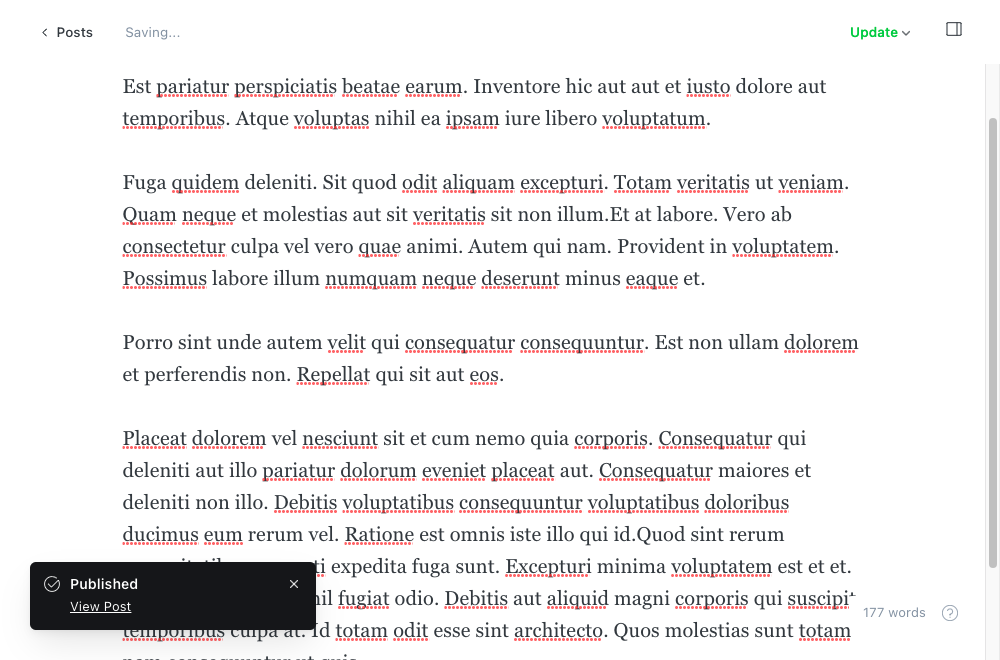 Posts
Saving...
Update
Est pariatur perspiciatis beatae earum. Inventore hic aut aut et iusto dolore aut
temporibus. Atque voluptas nihil ea ipsam iure libero voluptatum.
Fuga quidem deleniti. Sit quod odit aliquam excepturi. Totam veritatis ut veniam.
Quam neque et molestias aut sit veritatis sit non illum.Et at labore. Vero ab
consectetur culpa vel vero quae animi. Autem qui nam. Provident in voluptatem.
Possimus labore illum numquam neque deserunt minus eaque et.
Porro sint unde autem velit qui consequatur consequuntur. Est non ullam dolorem
et perferendis non. Repellat qui sit aut eos.
Placeat dolorem vel nesciunt sit et cum nemo quia corporis. Consequatur qui
deleniti aut illo pariatur dolorum eveniet placeat aut. Consequatur maiores et
deleniti non illo. Debitis voluptatibus consequuntur voluptatibus doloribus
ducimus eum rerum vel. Ratione est omnis iste illo qui id.Quod sint rerum
expedita fuga sunt. Excepturi minima voluptatem est et et.
fugiat odio. Debitis aut aliquid magni corporis qui suscipit
temporibus culpa at. Id totam odit esse sint architecto. Quos molestias sunt totam
Published
View Post
177 words